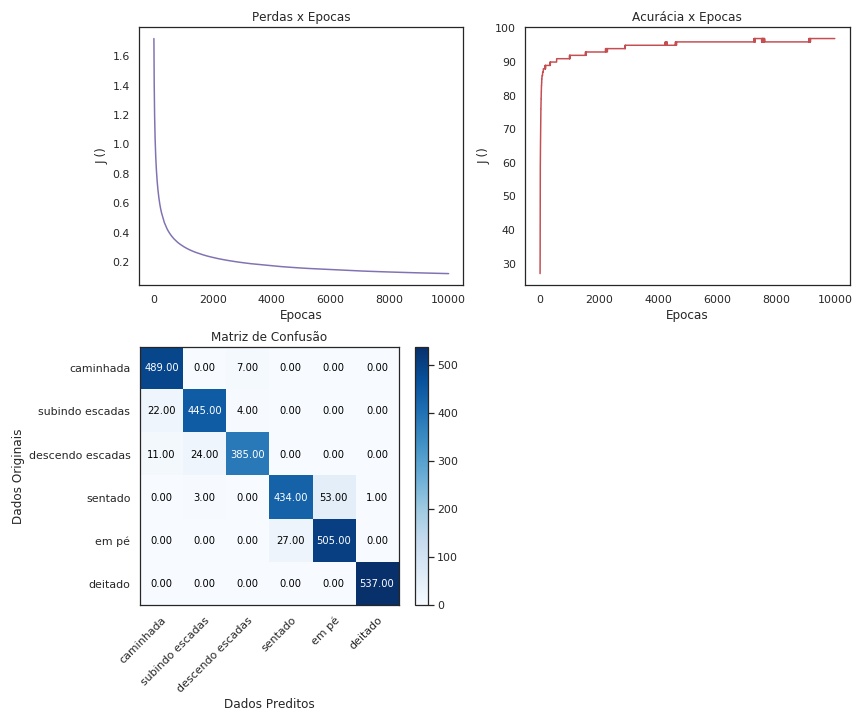 Perdas x Epocas
1.6
1.4
1.2
1.0
0.8
0.6
0.4
0.2
J ()
0 2000 4000 6000 8000 10000
Epocas
Acurácia x Epocas
100
90
80
70
60
50
40
30
J ()
0 2000 4000 6000 8000 10000
Epocas
Matriz de Confusão
Dados Originais
caminhada 489.00 0.00 7.00 0.00 0.00 0.00
subindo escadas 22.00 445.00 4.00 0.00 0.00 0.00
descendo escadas 11.00 24.00 385.00 0.00 0.00 0.00
sentado 0.00 3.00 0.00 434.00 53.00 1.00
em pé 0.00 0.00 0.00 27.00 505.00 0.00
deitado 0.00 0.00 0.00 0.00 0.00 537.00
caminhada
subindo escadas
descendo escadas
sentado
em pé
deitado
Dados Preditos
500
400
300
200
100
0